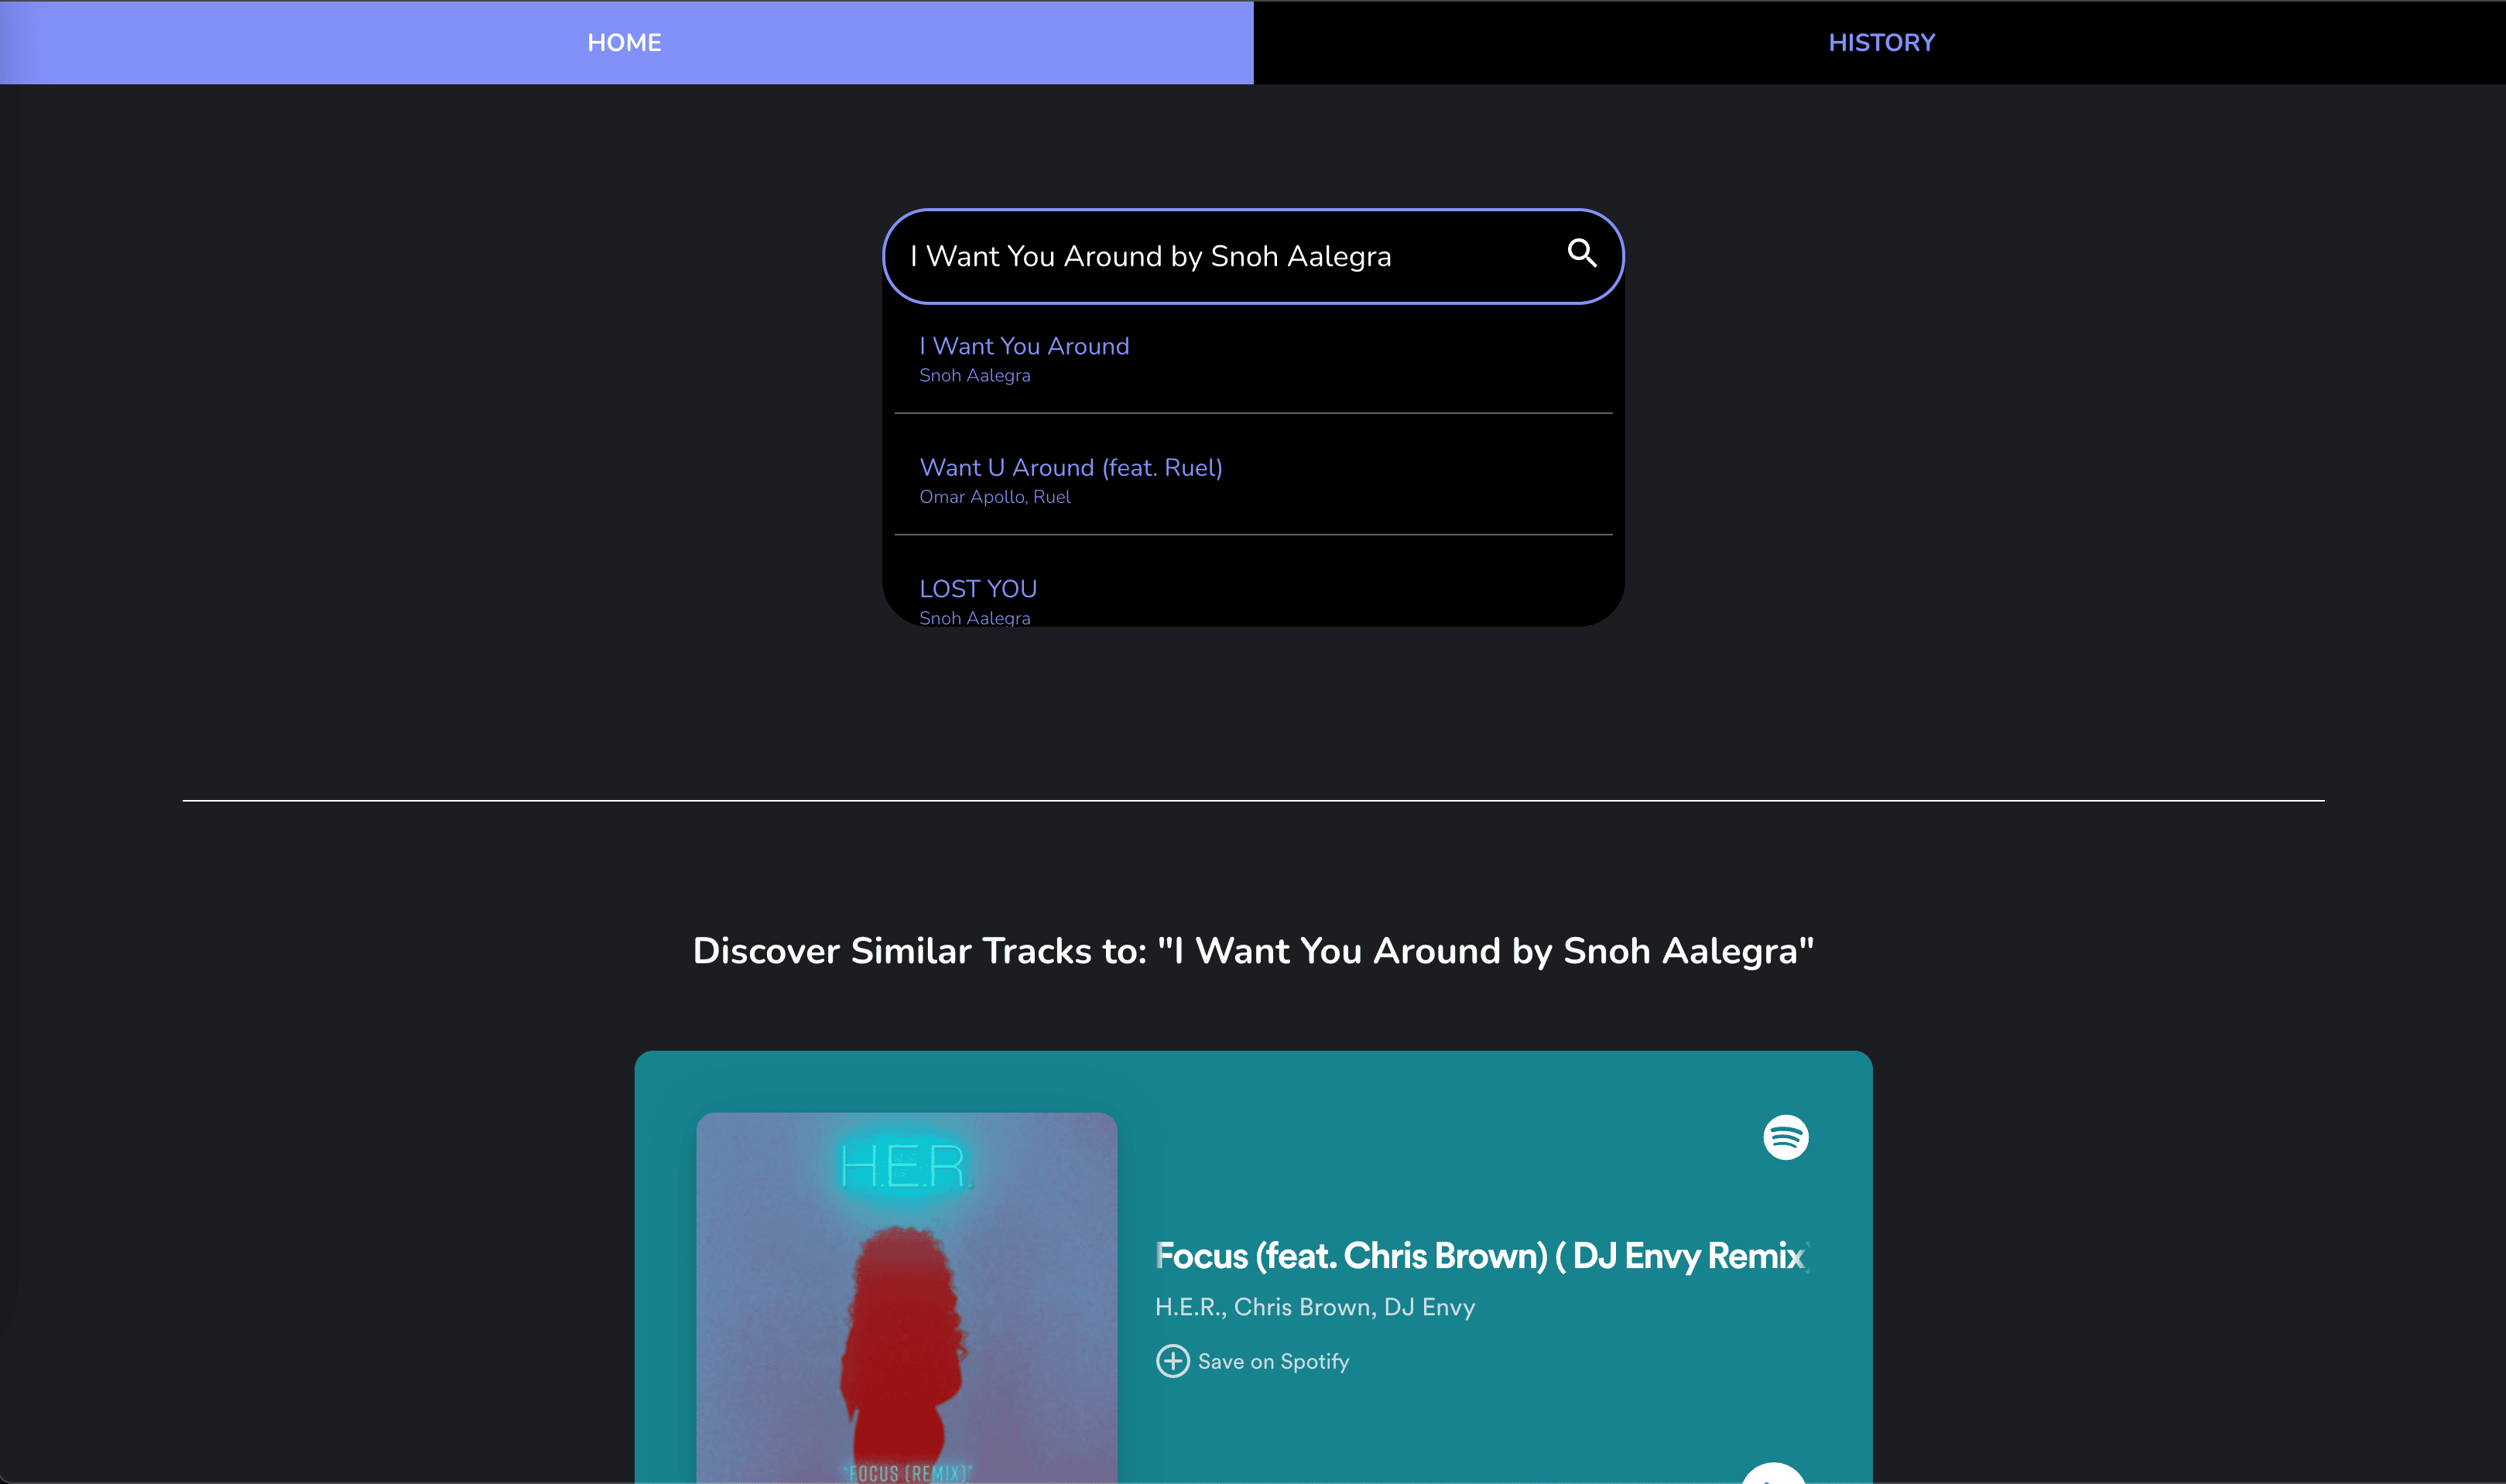 HOME
HISTORY
I Want You Around by Snoh Aalegra
I Want You Around
Snoh Aalegra
Want U Around (feat. Ruel)
Omar Apollo, Ruel
LOST YOU
Snoh Aalegra
Discover Similar Tracks to: "I Want You Around by Snoh Aalegra"
H.E.R.
Focus (feat. Chris Brown) ( DJ Envy Remix)
H.E.R., Chris Brown, DJ Envy
Save on Spotify
"FOCUS (REMIX)"